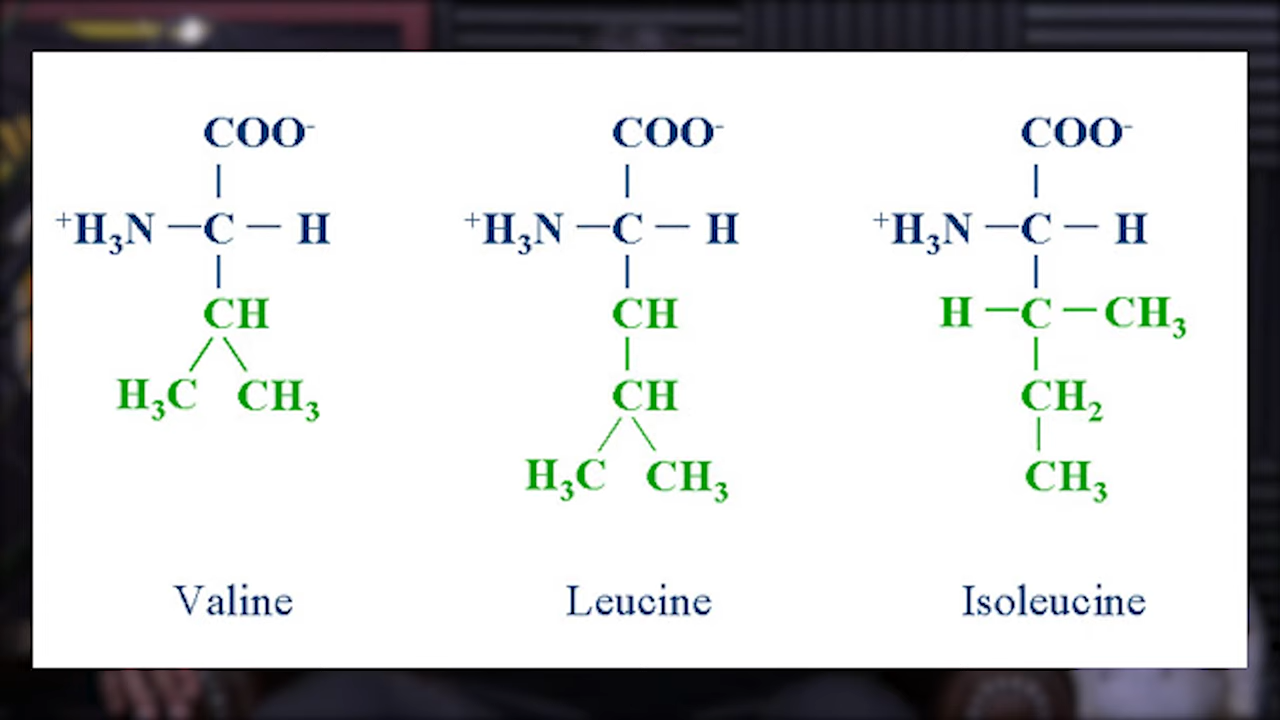 COO⁻ COO⁻ COO⁻
⁺H₃N — C — H ⁺H₃N — C — H ⁺H₃N — C — H
CH CH H — C — CH₃
H₃C CH₃ CH CH₂
H₃C CH₃ CH₃
Valine Leucine Isoleucine